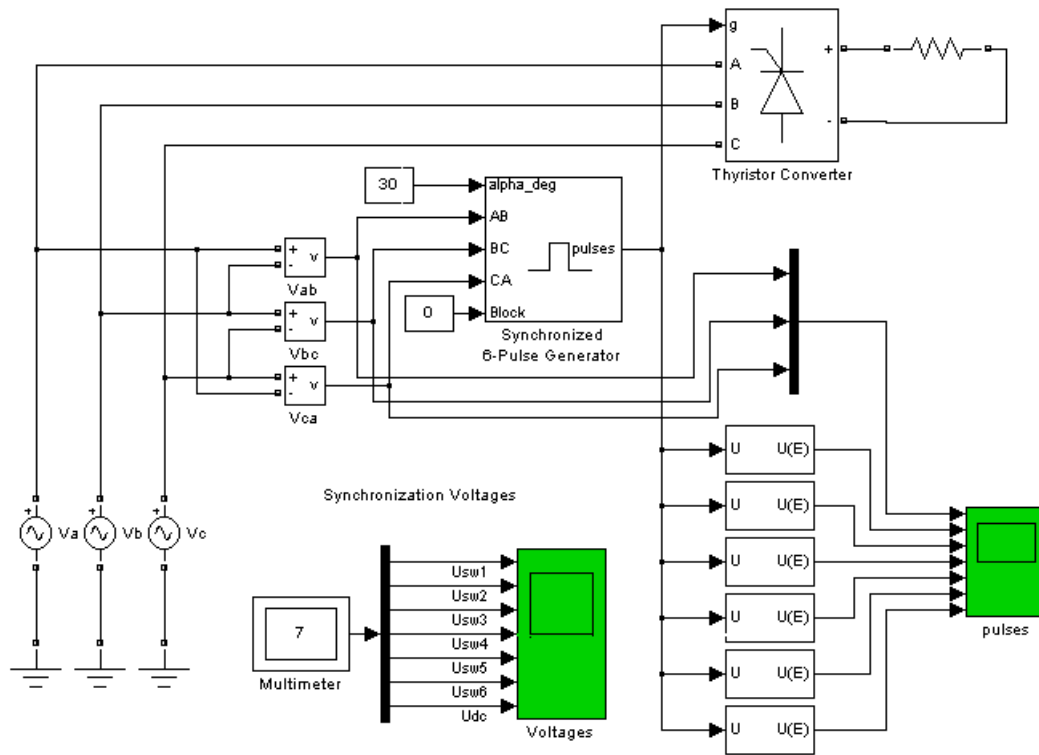 g
A
+
B
-
C
Thyristor Converter
30
alpha_deg
AB
BC
pulses
CA
0
Block
Synchronized
6-Pulse Generator
+
-
v
Vab
+
-
v
Vbc
+
-
v
Vca
U U(E)
U U(E)
U U(E)
U U(E)
U U(E)
U U(E)
pulses
Synchronization Voltages
+
Va
+
Vb
+
Vc
7
Multimeter
Usw1
Usw2
Usw3
Usw4
Usw5
Usw6
Udc
Voltages